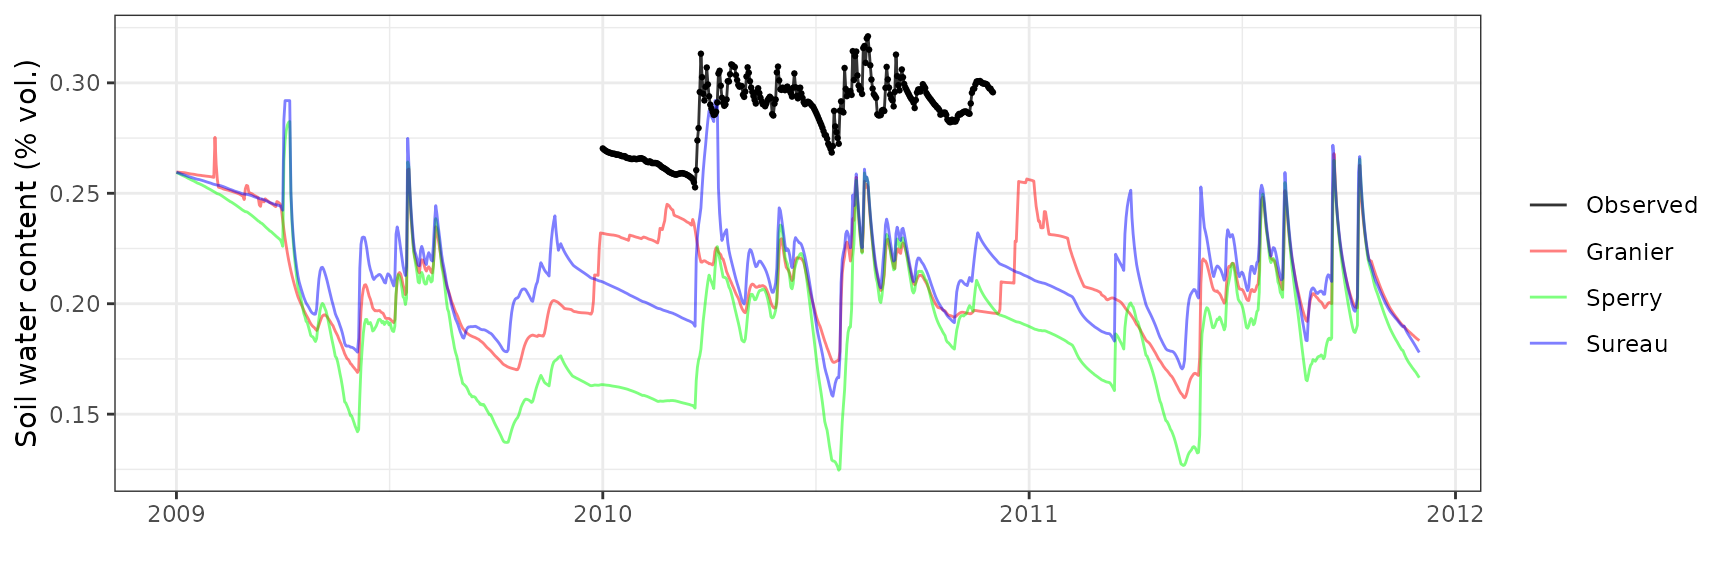 Soil water content (% vol.)
0.30
0.25
0.20
0.15
2009
2010
2011
2012
Observed
Granier
Sperry
Sureau